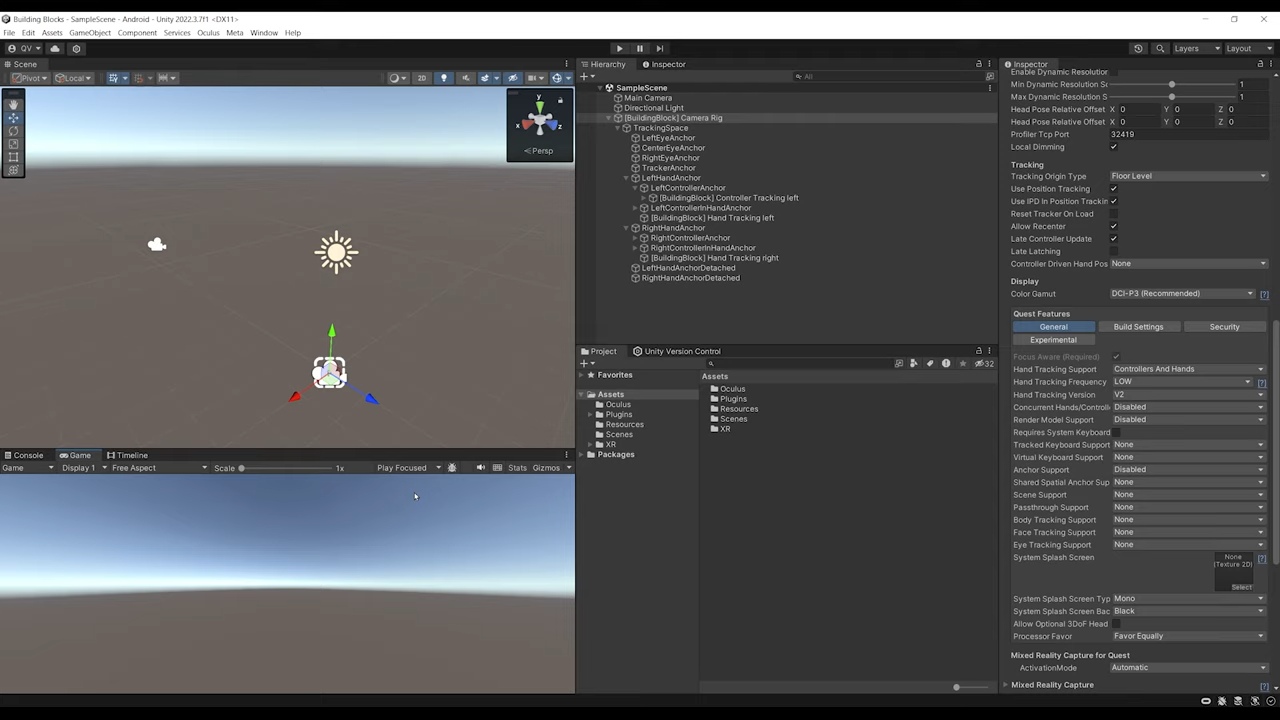 Building Blocks - SampleScene - Android - Unity 2022.3.7f1 <DX11>
File Edit Assets GameObject Component Services Oculus Meta Window Help
QV Layers Layout
Scene
Pivot Local 2D
y x z
Persp
Hierarchy Inspector
All
SampleScene
Main Camera
Directional Light
[BuildingBlock] Camera Rig
TrackingSpace
LeftEyeAnchor
CenterEyeAnchor
RightEyeAnchor
TrackerAnchor
LeftHandAnchor
LeftControllerAnchor
[BuildingBlock] Controller Tracking left
LeftControllerInHandAnchor
[BuildingBlock] Hand Tracking left
RightHandAnchor
RightControllerAnchor
RightControllerInHandAnchor
[BuildingBlock] Hand Tracking right
LeftHandAnchorDetached
RightHandAnchorDetached
Project Unity Version Control
32
Favorites
Assets
Oculus
Plugins
Resources
Scenes
XR
Packages
Assets
Oculus
Plugins
Resources
Scenes
XR
Console Game Timeline
Game Display 1 Free Aspect Scale 1x Play Focused Stats Gizmos
Inspector
Enable Dynamic Resolution
Min Dynamic Resolution Sc 1
Max Dynamic Resolution S 1
Head Pose Relative Offset X 0 Y 0 Z 0
Head Pose Relative Offset X 0 Y 0 Z 0
Profiler Tcp Port 32419
Local Dimming
Tracking
Tracking Origin Type Floor Level
Use Position Tracking
Use IPD In Position Trackin
Reset Tracker On Load
Allow Recenter
Late Controller Update
Late Latching
Controller Driven Hand Pos None
Display
Color Gamut DCI-P3 (Recommended) [?]
Quest Features
General Build Settings Security
Experimental
Focus Aware (Required)
Hand Tracking Support Controllers And Hands
Hand Tracking Frequency LOW [?]
Hand Tracking Version V2
Concurrent Hands/Controll Disabled
Render Model Support Disabled
Requires System Keyboard
Tracked Keyboard Support None
Virtual Keyboard Support None
Anchor Support Disabled
Shared Spatial Anchor Sup None
Scene Support None
Passthrough Support None
Body Tracking Support None
Face Tracking Support None
Eye Tracking Support None
System Splash Screen None (Texture 2D) Select [?]
System Splash Screen Typ Mono
System Splash Screen Bac Black
Allow Optional 3DoF Head
Processor Favor Favor Equally
Mixed Reality Capture for Quest
ActivationMode Automatic
Mixed Reality Capture [?]